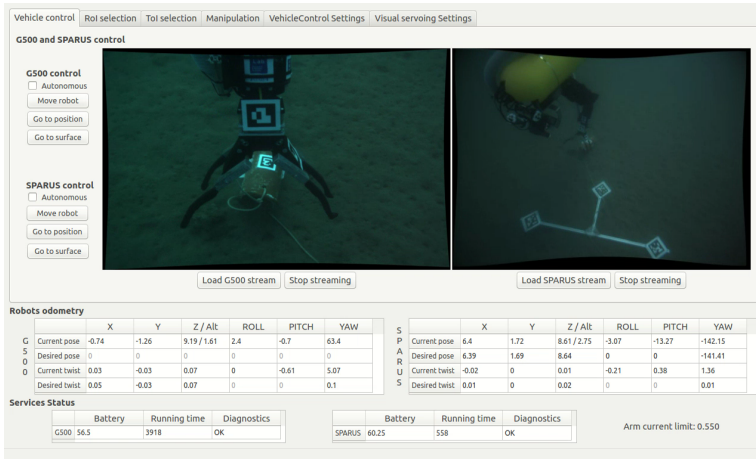 Vehicle control RoI selection ToI selection Manipulation VehicleControl Settings Visual servoing Settings
G500 and SPARUS control
G500 control
Autonomous
Move robot
Go to position
Go to surface
SPARUS control
Autonomous
Move robot
Go to position
Go to surface
Load G500 stream Stop streaming Load SPARUS stream Stop streaming
Robots odometry
G500
X Y Z / Alt ROLL PITCH YAW
Current pose -0.74 -1.26 9.19 / 1.61 2.4 -0.7 63.4
Desired pose 0 0 0 0 0 0
Current twist 0.03 -0.03 0.07 0 -0.61 5.07
Desired twist 0.05 -0.03 0.07 0 0 0.1
SPARUS
X Y Z / Alt ROLL PITCH YAW
Current pose 6.4 1.72 8.61 / 2.75 -3.07 -13.27 -142.15
Desired pose 6.39 1.69 8.64 0 0 -141.41
Current twist -0.02 0 0.01 -0.21 0.38 1.36
Desired twist 0.01 0 0.02 0 0 0.01
Services Status
Battery Running time Diagnostics
G500 56.5 3918 OK
Battery Running time Diagnostics
SPARUS 60.25 558 OK
Arm current limit: 0.550